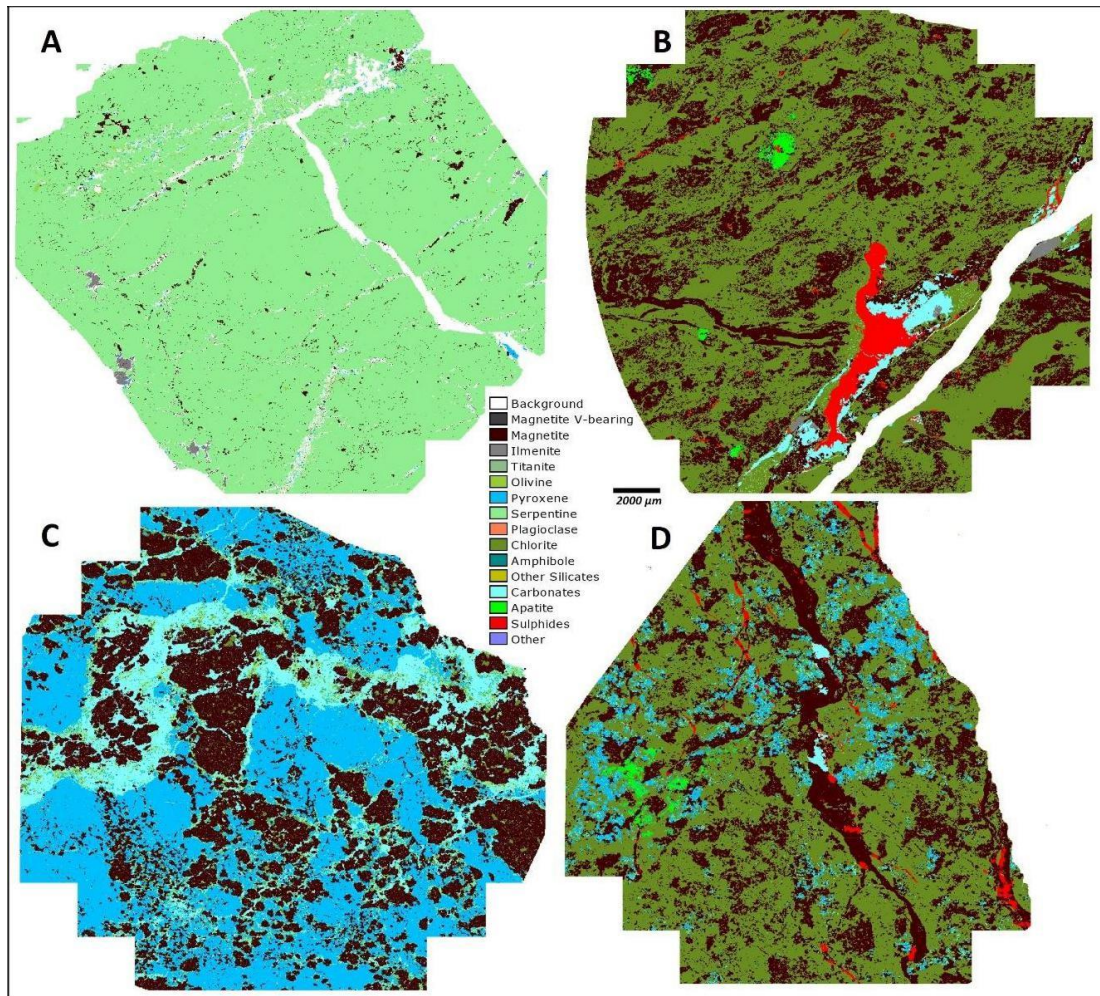 A
B
Background
Magnetite V-bearing
Magnetite
Ilmenite
Titanite
Olivine
Pyroxene
Serpentine
Plagioclase
Chlorite
Amphibole
Other Silicates
Carbonates
Apatite
Sulphides
Other
2000 µm
C
D